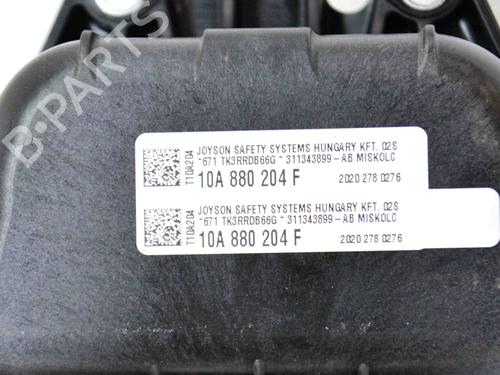 B-Parts
JOYSON SAFETY SYSTEMS HUNGARY KFT. 02S
*671 TK3RRDB66G * 311343899-AB MISKOLC
T10A204
10A 880 204 F
2020 278 0276
JOYSON SAFETY SYSTEMS HUNGARY KFT. 02S
*671 TK3RRDB66G * 311343899-AB MISKOLC
T10A204
10A 880 204 F
2020 278 0276